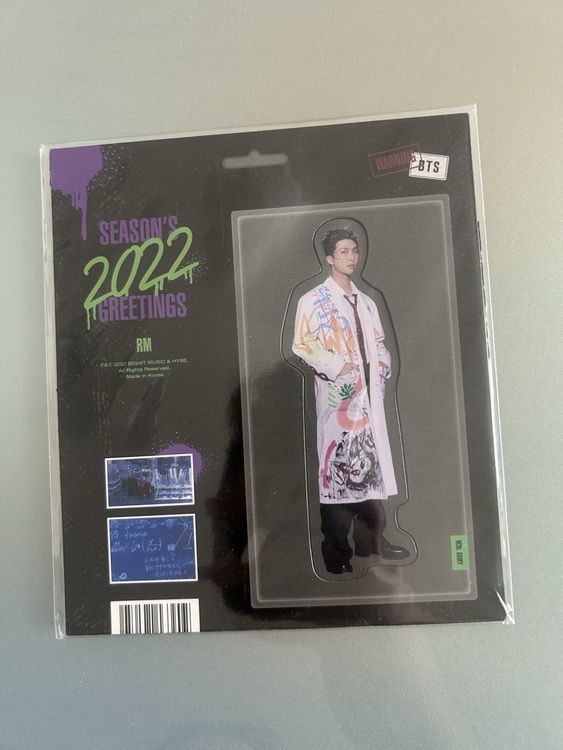 WARNING
BTS
SEASON'S
2022
GREETINGS
RM
℗&© 2021 BIGHIT MUSIC & HYBE.
All Rights Reserved.
Made in Korea.